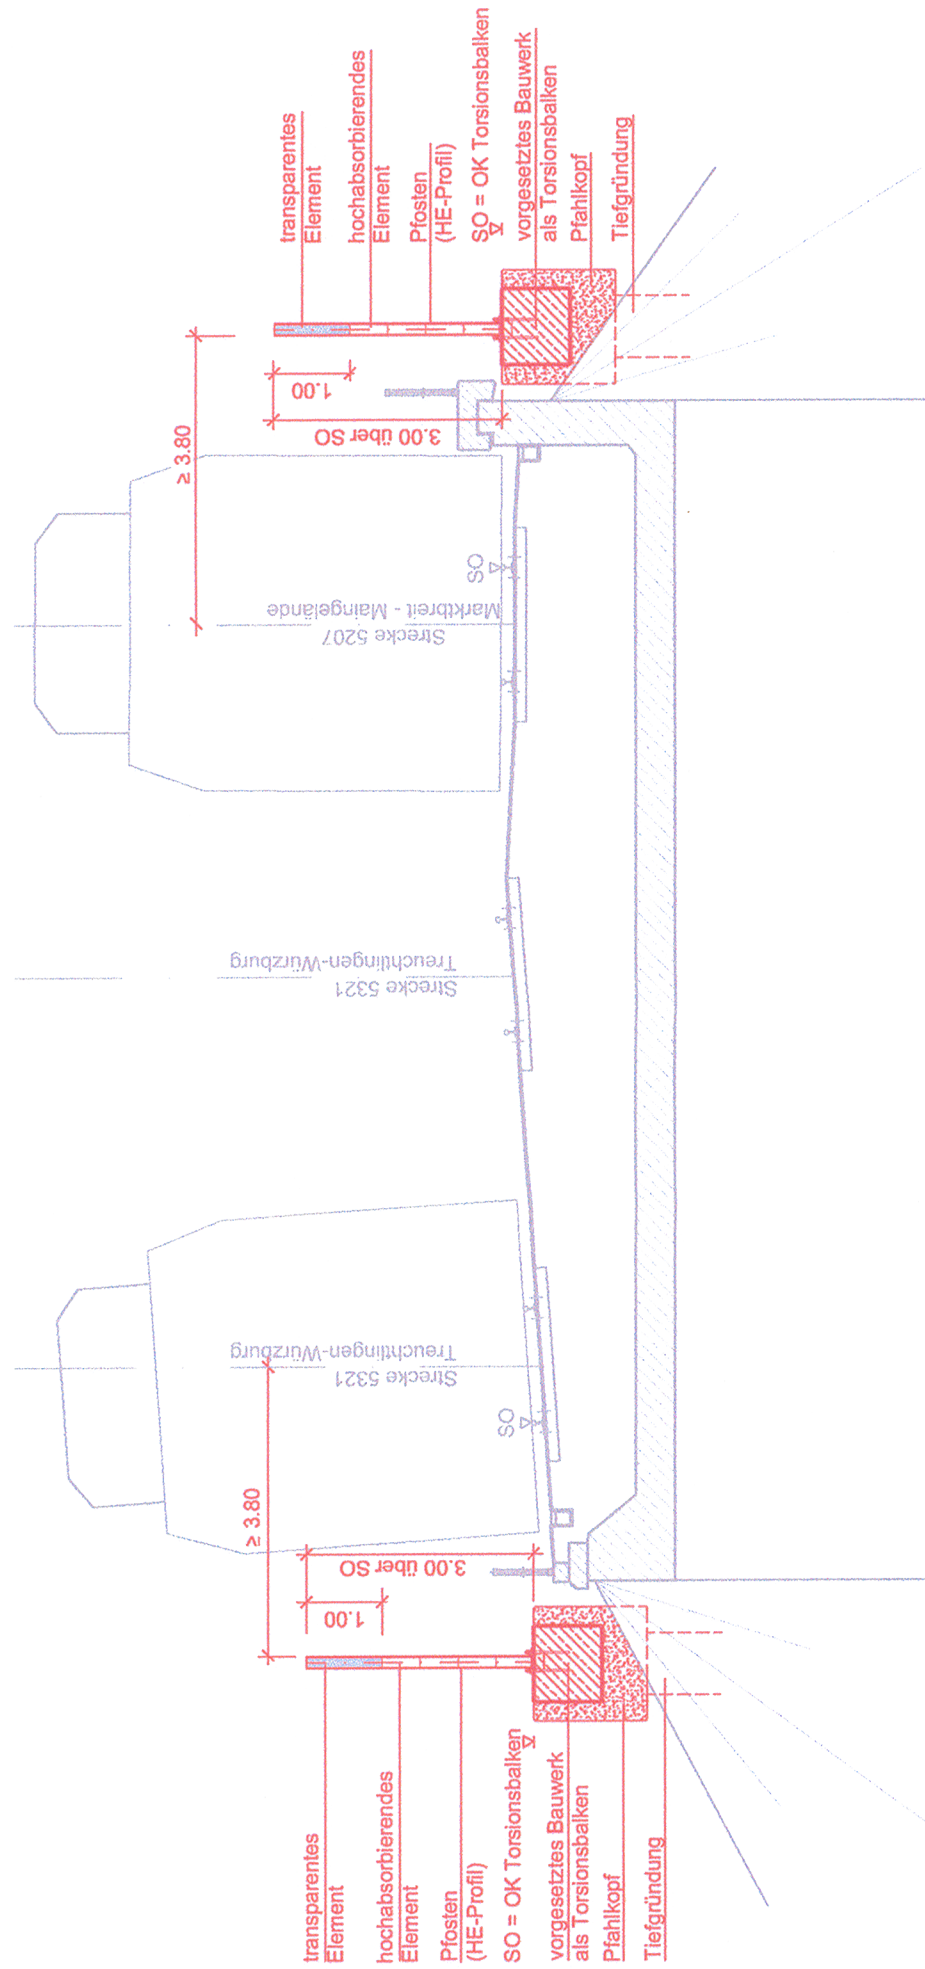 transparentes
Element
hochabsorbierendes
Element
Pfosten
(HE-Profil)
SO = OK Torsionsbalken
vorgesetztes Bauwerk
als Torsionsbalken
Pfahlkopf
Tiefgründung
≥ 3.80
1.00
3.00 über SO
SO
Strecke 5321
Treuchtlingen-Würzburg
Strecke 5321
Treuchtlingen-Würzburg
Strecke 5207
Marktbreit - Maingelände
SO
≥ 3.80
1.00
3.00 über SO
transparentes
Element
hochabsorbierendes
Element
Pfosten
(HE-Profil)
SO = OK Torsionsbalken
vorgesetztes Bauwerk
als Torsionsbalken
Pfahlkopf
Tiefgründung